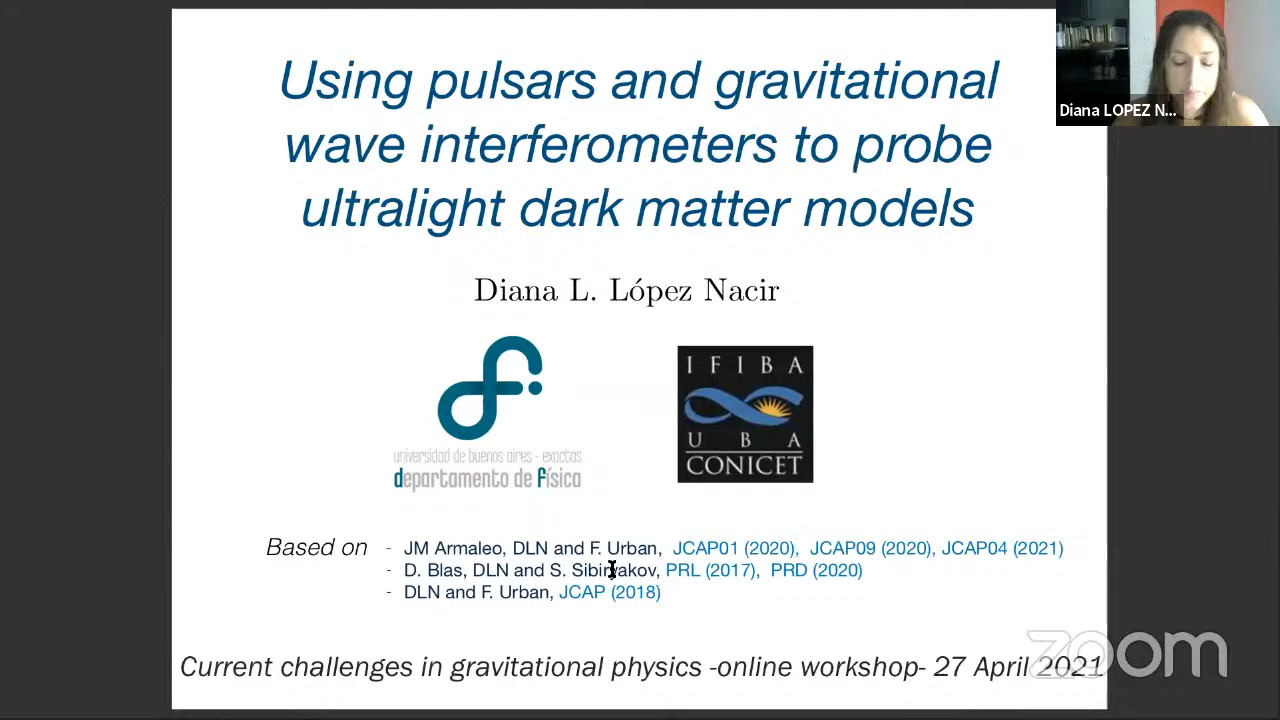 Using pulsars and gravitational
wave interferometers to probe
ultralight dark matter models
Diana LOPEZ N...
Diana L. López Nacir
universidad de buenos aires - exactas
departamento de física
IFIBA
UBA
CONICET
Based on - JM Armaleo, DLN and F. Urban, JCAP01 (2020), JCAP09 (2020), JCAP04 (2021)
- D. Blas, DLN and S. Sibiryakov, PRL (2017), PRD (2020)
- DLN and F. Urban, JCAP (2018)
zoom
Current challenges in gravitational physics -online workshop- 27 April 2021